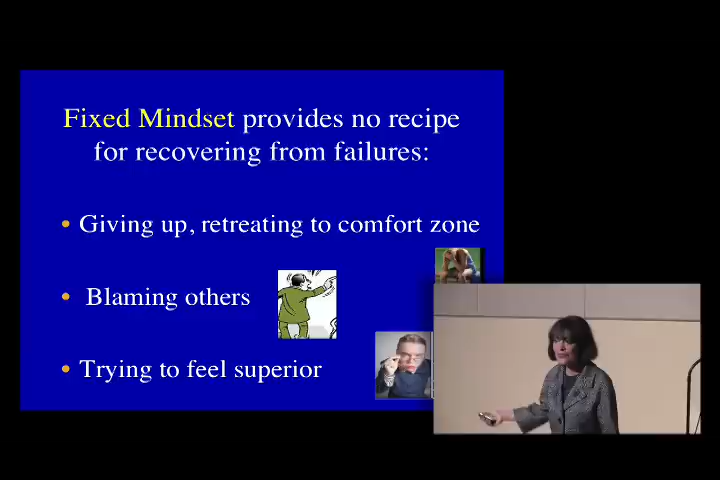 Fixed Mindset provides no recipe
for recovering from failures:
• Giving up, retreating to comfort zone
• Blaming others
• Trying to feel superior